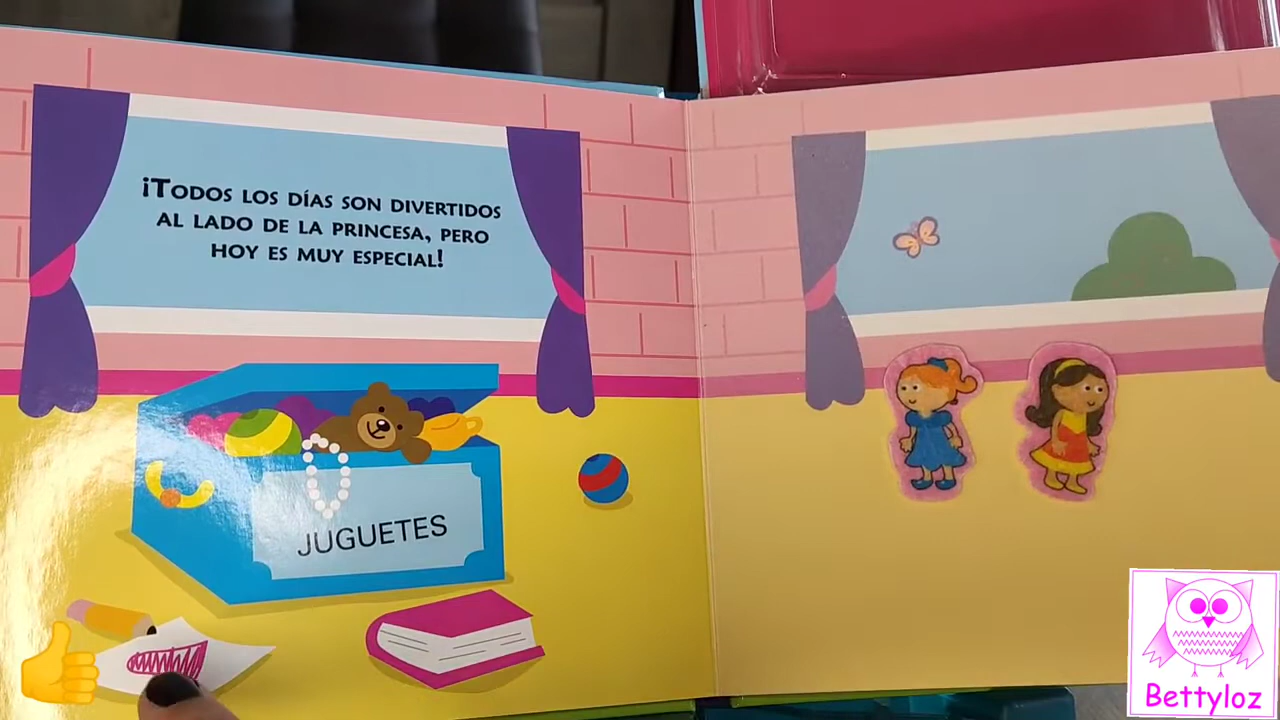 ¡Todos los días son divertidos
al lado de la princesa, pero
hoy es muy especial!
JUGUETES
Bettyloz